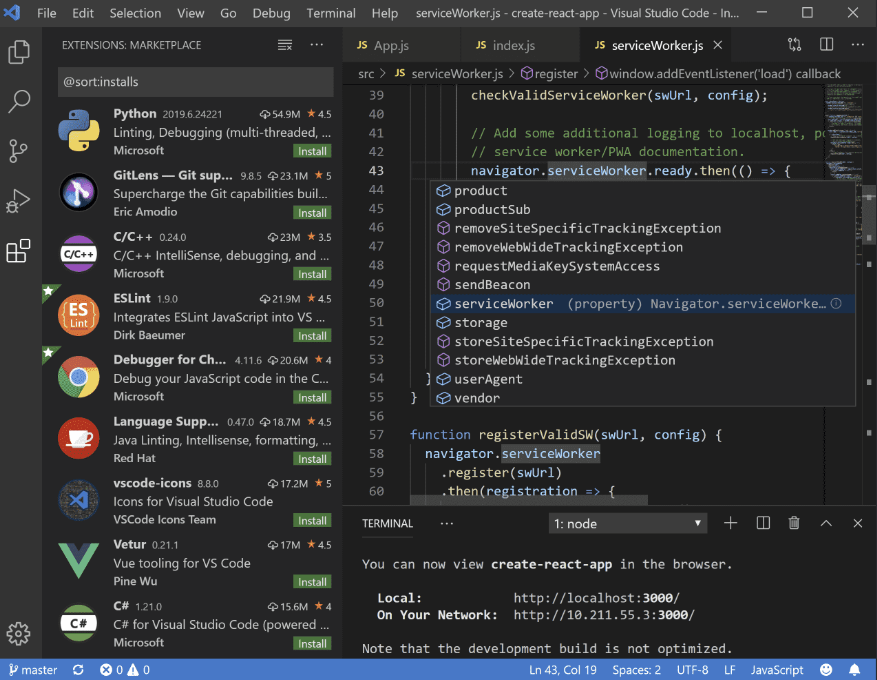 File Edit Selection View Go Debug Terminal Help serviceWorker.js - create-react-app - Visual Studio Code - In...
EXTENSIONS: MARKETPLACE
@sort:installs
Python 2019.6.24221 54.9M ★ 4.5
Linting, Debugging (multi-threaded, ...
Microsoft Install
GitLens — Git sup... 9.8.5 23.1M ★ 5
Supercharge the Git capabilities buil...
Eric Amodio Install
C/C++ 0.24.0 23M ★ 3.5
C/C++
C/C++ IntelliSense, debugging, and ...
Microsoft Install
ESLint 1.9.0 21.9M ★ 4.5
ES
Lint
Integrates ESLint JavaScript into VS ...
Dirk Baeumer Install
Debugger for Ch... 4.11.6 20.6M ★ 4
Debug your JavaScript code in the C...
Microsoft Install
Language Supp... 0.47.0 18.7M ★ 4.5
Java Linting, Intellisense, formatting, ...
Red Hat Install
vscode-icons 8.8.0 17.2M ★ 5
Icons for Visual Studio Code
VSCode Icons Team Install
Vetur 0.21.1 17M ★ 4.5
Vue tooling for VS Code
Pine Wu Install
C# 1.21.0 15.6M ★ 4
C#
C# for Visual Studio Code (powered ...
Microsoft Install
JS App.js JS index.js JS serviceWorker.js
src > JS serviceWorker.js > register > window.addEventListener('load') callback
39 checkValidServiceWorker(swUrl, config);
40
41 // Add some additional logging to localhost, po
42 // service worker/PWA documentation.
43 navigator.serviceWorker.ready.then(() => {
44 product
45 productSub
46 removeSiteSpecificTrackingException
47 removeWebWideTrackingException
48 requestMediaKeySystemAccess
49 sendBeacon
50 serviceWorker (property) Navigator.serviceWorke...
51 storage
52 storeSiteSpecificTrackingException
53 storeWebWideTrackingException
54 } userAgent
55 } vendor
56
57 function registerValidSW(swUrl, config) {
58 navigator.serviceWorker
59 .register(swUrl)
60 .then(registration => {
TERMINAL ... 1: node
You can now view create-react-app in the browser.
Local: http://localhost:3000/
On Your Network: http://10.211.55.3:3000/
Note that the development build is not optimized.
master 0 0 Ln 43, Col 19 Spaces: 2 UTF-8 LF JavaScript